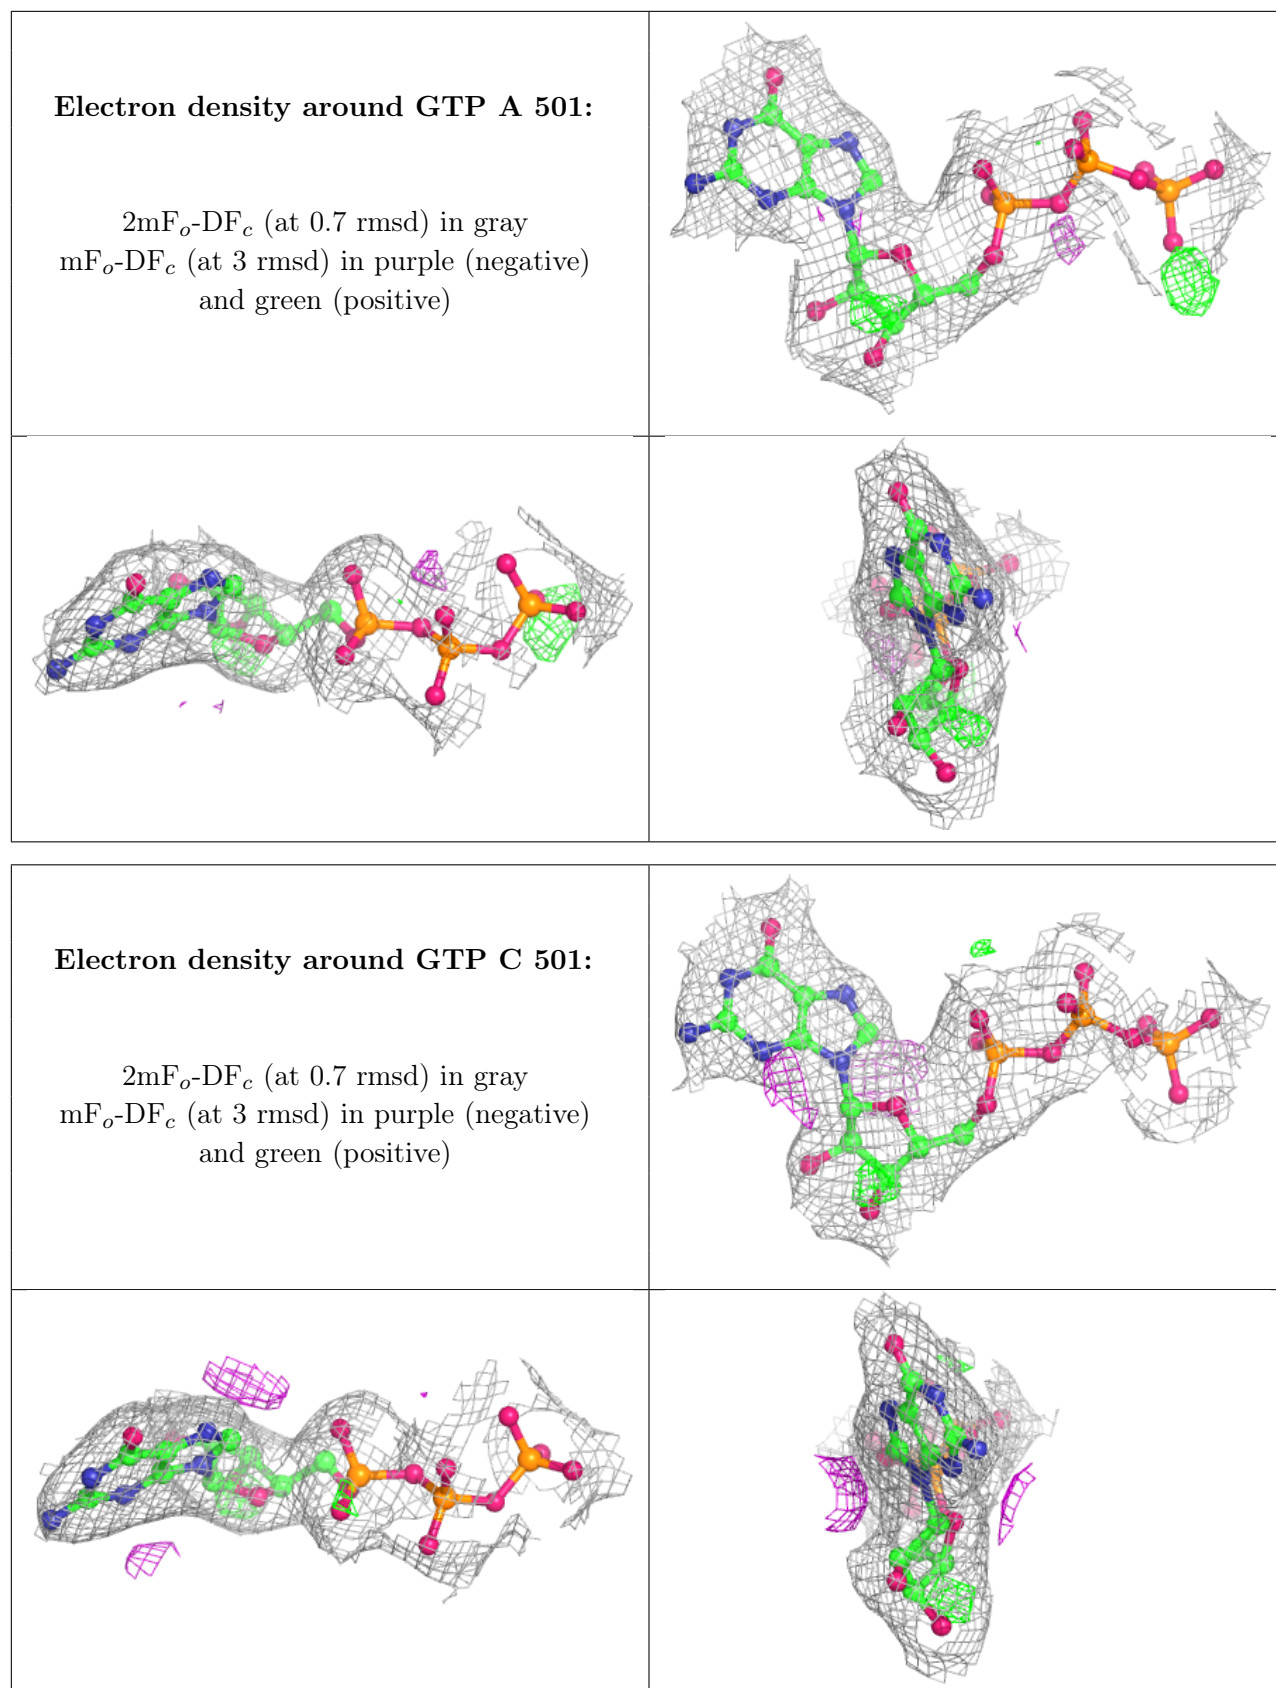 Electron density around GTP A 501:
2mFo-DFc (at 0.7 rmsd) in gray
mFo-DFc (at 3 rmsd) in purple (negative)
and green (positive)
Electron density around GTP C 501:
2mFo-DFc (at 0.7 rmsd) in gray
mFo-DFc (at 3 rmsd) in purple (negative)
and green (positive)